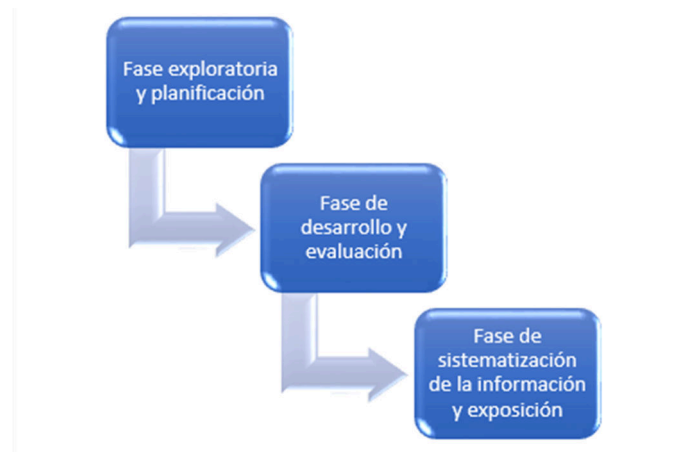 Fase exploratoria
y planificación
Fase de
desarrollo y
evaluación
Fase de
sistematización
de la información
y exposición